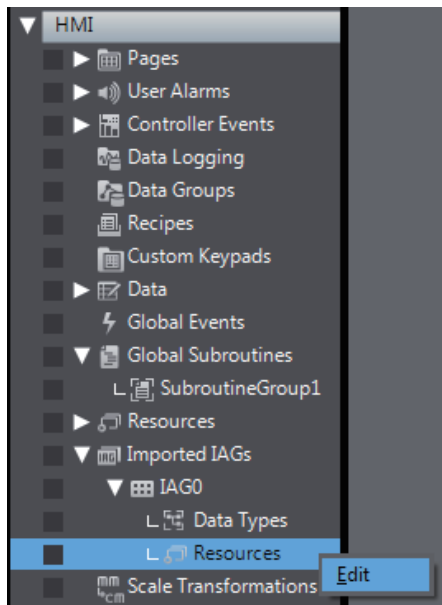 HMI
Pages
User Alarms
Controller Events
Data Logging
Data Groups
Recipes
Custom Keypads
Data
Global Events
Global Subroutines
SubroutineGroup1
Resources
Imported IAGs
IAG0
Data Types
Resources
Edit
Scale Transformations